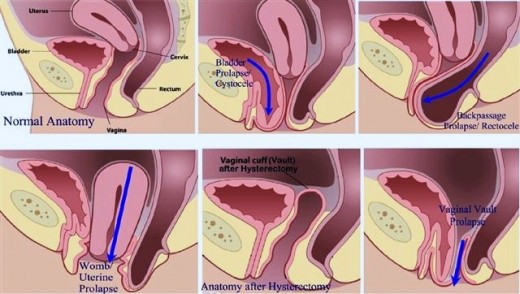 Uterus
Bladder
Cervix
Urethra
Rectum
Normal Anatomy
Vagina
Bladder
Prolapse/
Cystocele
Backpassage
Prolapse/ Rectocele
Womb/
Uterine
Prolapse
Vaginal cuff (Vault)
after Hysterectomy
Anatomy after Hysterectomy
Vaginal Vault
Prolapse